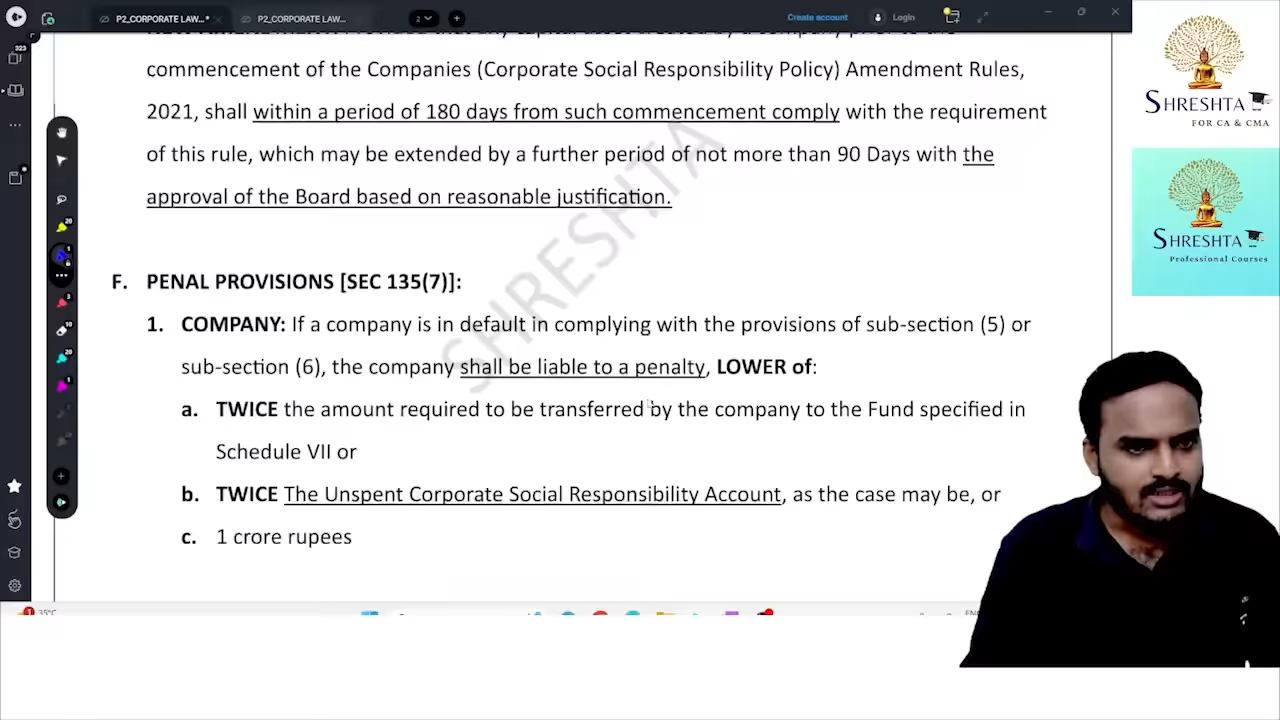 P2_CORPORATE LAW...*
P2_CORPORATE LAW...
2
Create account
Login
323
commencement of the Companies (Corporate Social Responsibility Policy) Amendment Rules,
2021, shall within a period of 180 days from such commencement comply with the requirement
of this rule, which may be extended by a further period of not more than 90 Days with the
approval of the Board based on reasonable justification.
F. PENAL PROVISIONS [SEC 135(7)]:
1. COMPANY: If a company is in default in complying with the provisions of sub-section (5) or
sub-section (6), the company shall be liable to a penalty, LOWER of:
a. TWICE the amount required to be transferred by the company to the Fund specified in
Schedule VII or
b. TWICE The Unspent Corporate Social Responsibility Account, as the case may be, or
c. 1 crore rupees
SHRESHTA
SHRESHTA
FOR CA & CMA
SHRESHTA
Professional Courses
35°C